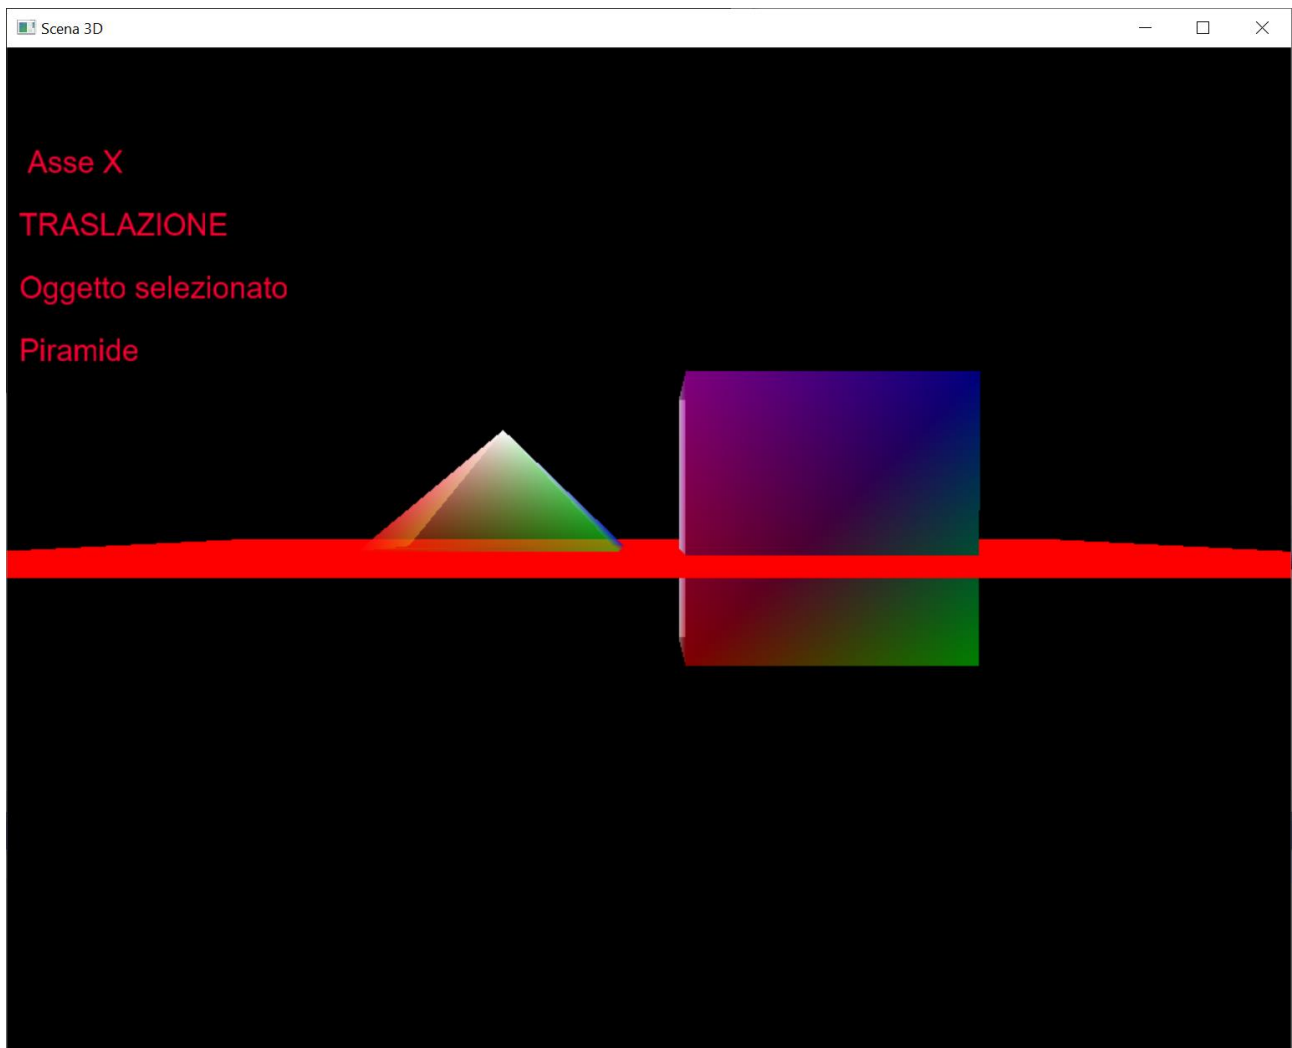 Scena 3D
Asse X
TRASLAZIONE
Oggetto selezionato
Piramide